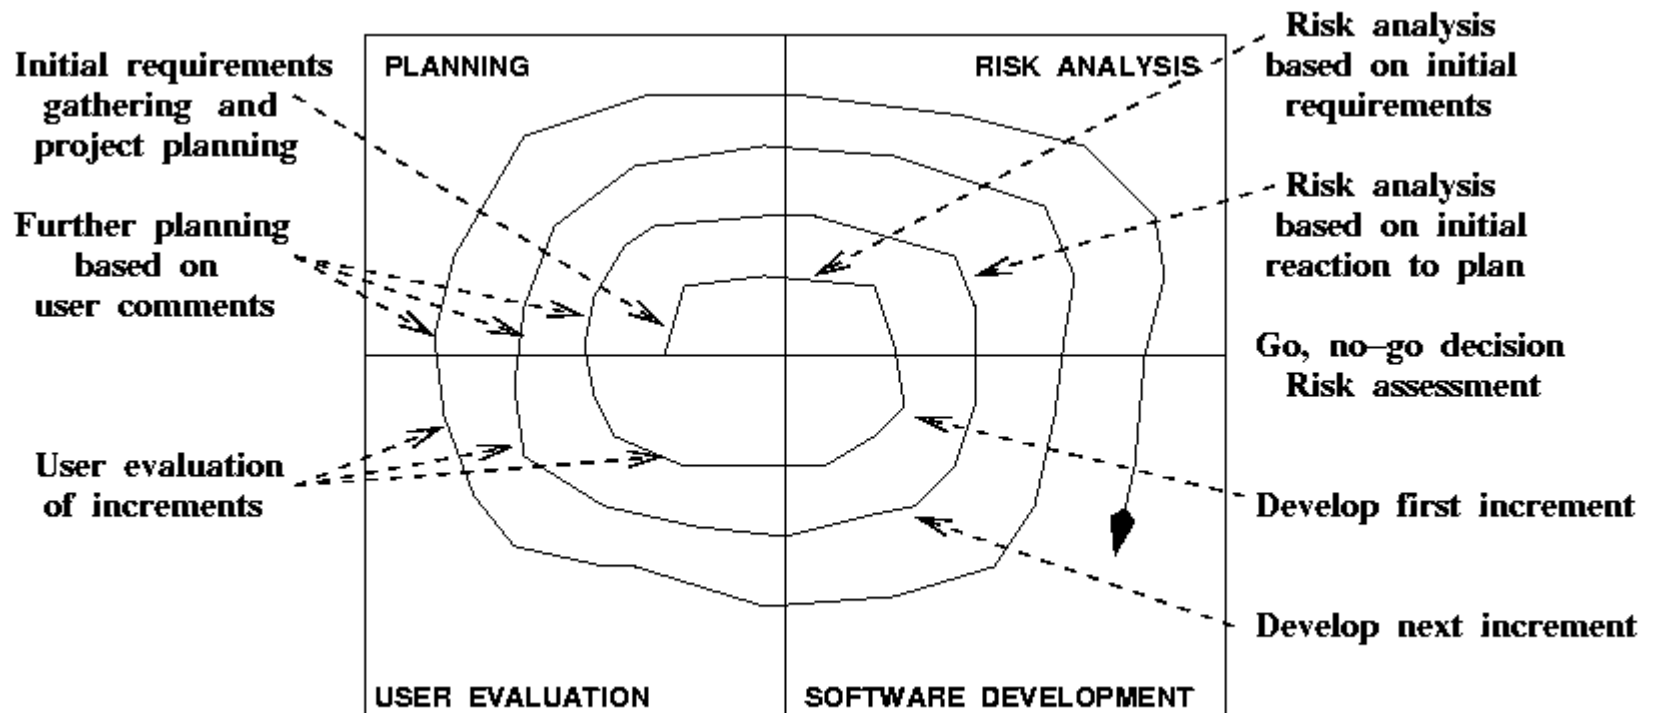 PLANNING
RISK ANALYSIS
Initial requirements
gathering and
project planning
Further planning
based on
user comments
User evaluation
of increments
Risk analysis
based on initial
requirements
Risk analysis
based on initial
reaction to plan
Go, no–go decision
Risk assessment
Develop first increment
Develop next increment
USER EVALUATION
SOFTWARE DEVELOPMENT